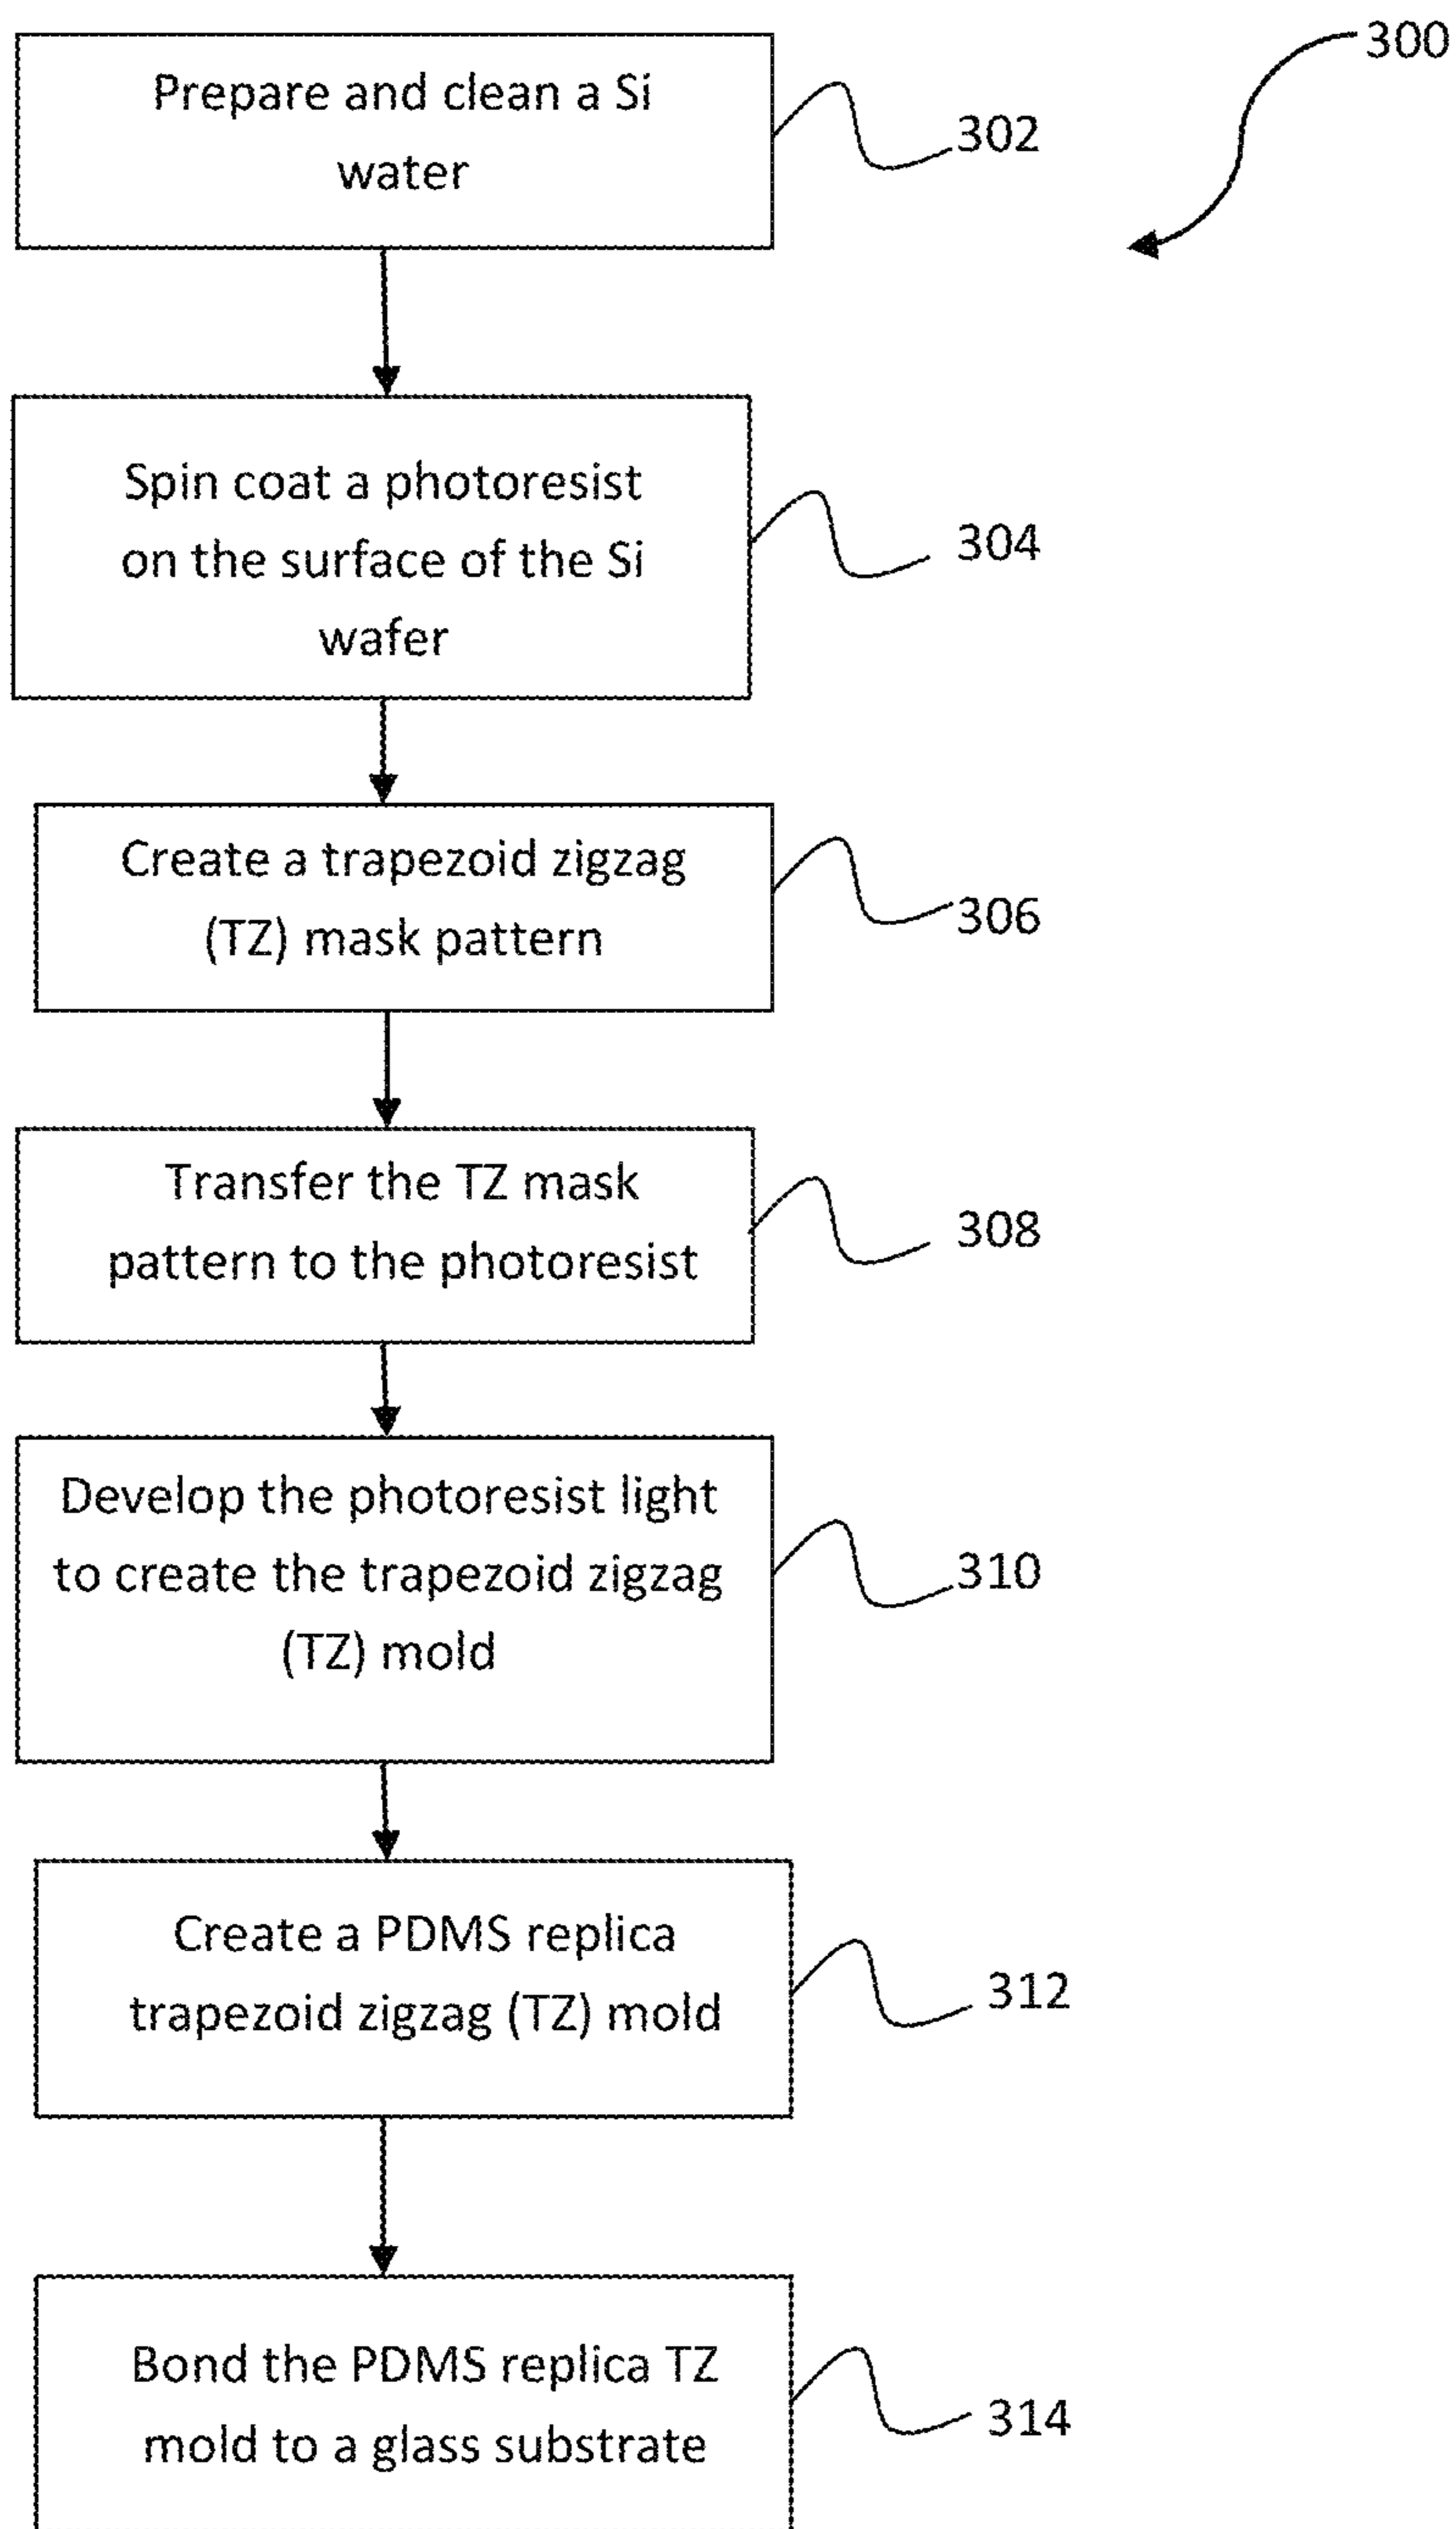 300
Prepare and clean a Si
water
302
Spin coat a photoresist
on the surface of the Si
wafer
304
Create a trapezoid zigzag
(TZ) mask pattern
306
Transfer the TZ mask
pattern to the photoresist
308
Develop the photoresist light
to create the trapezoid zigzag
(TZ) mold
310
Create a PDMS replica
trapezoid zigzag (TZ) mold
312
Bond the PDMS replica TZ
mold to a glass substrate
314